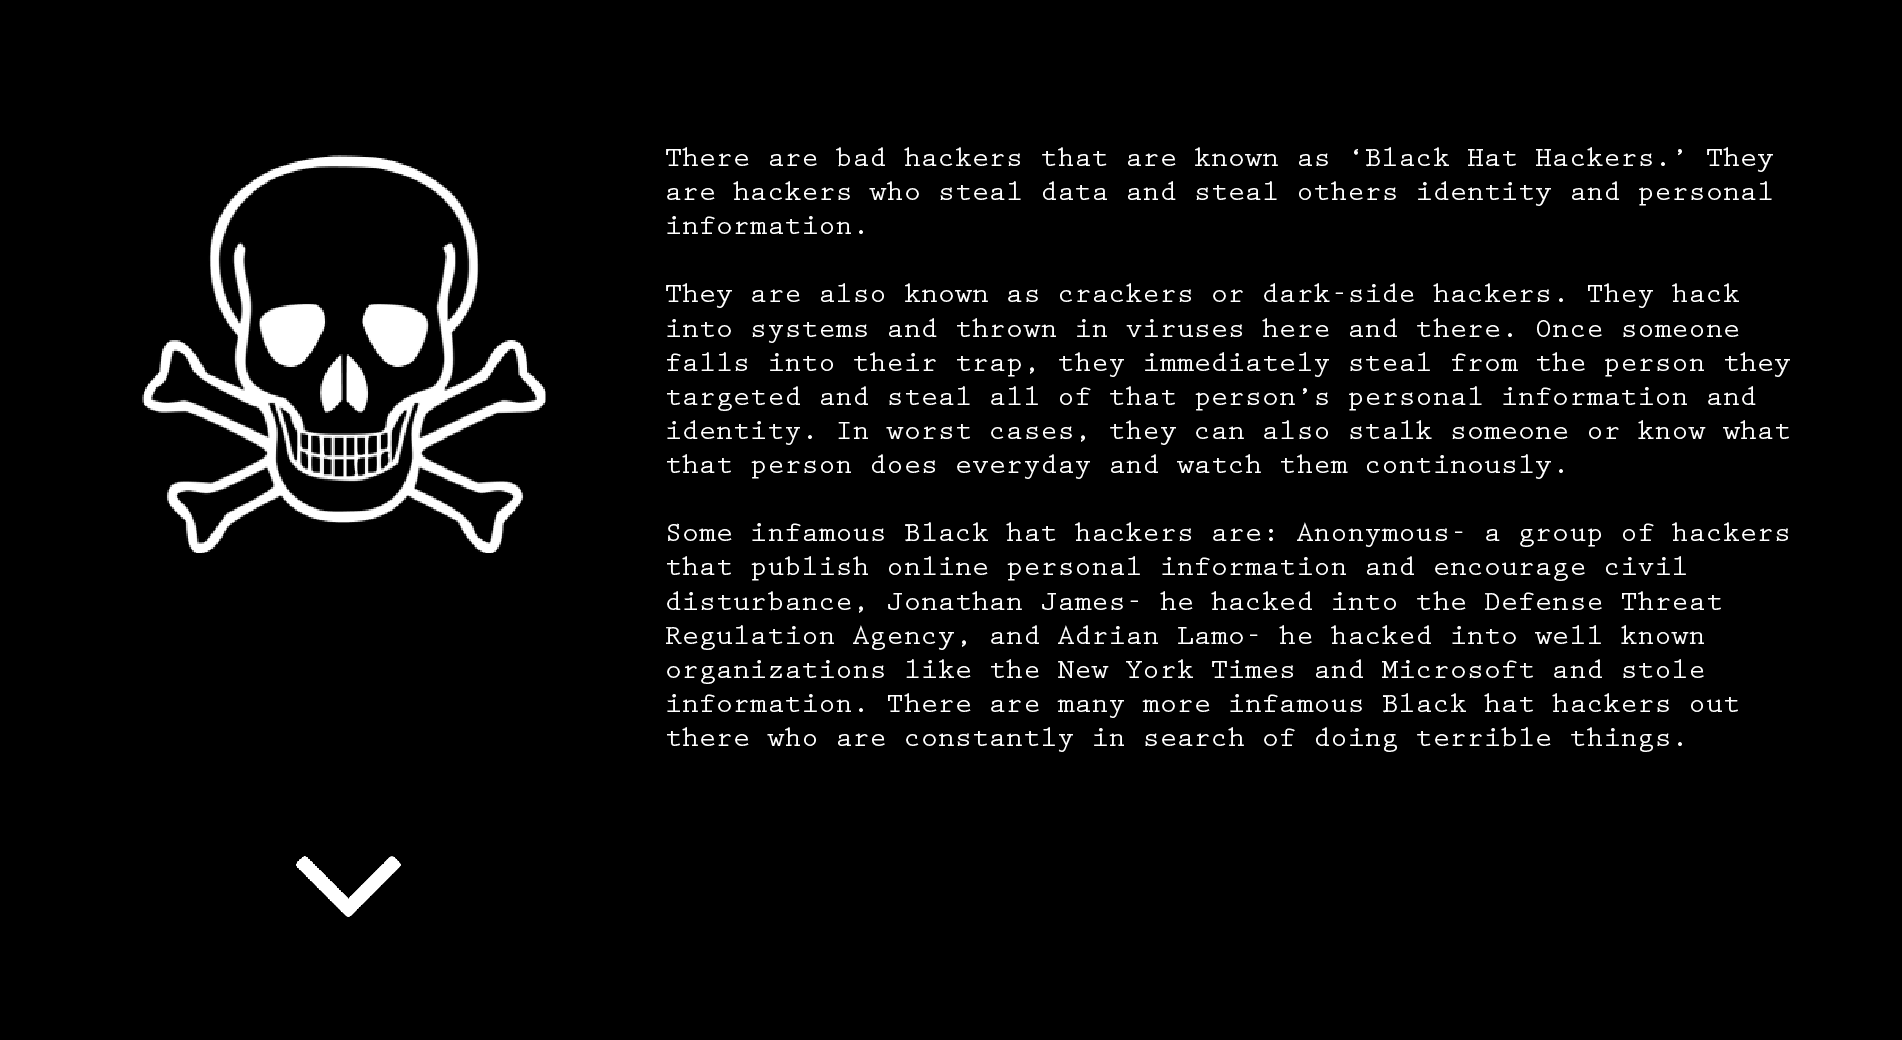 There are bad hackers that are known as ‘Black Hat Hackers.’ They
are hackers who steal data and steal others identity and personal
information.
They are also known as crackers or dark-side hackers. They hack
into systems and thrown in viruses here and there. Once someone
falls into their trap, they immediately steal from the person they
targeted and steal all of that person’s personal information and
identity. In worst cases, they can also stalk someone or know what
that person does everyday and watch them continously.
Some infamous Black hat hackers are: Anonymous- a group of hackers
that publish online personal information and encourage civil
disturbance, Jonathan James- he hacked into the Defense Threat
Regulation Agency, and Adrian Lamo- he hacked into well known
organizations like the New York Times and Microsoft and stole
information. There are many more infamous Black hat hackers out
there who are constantly in search of doing terrible things.